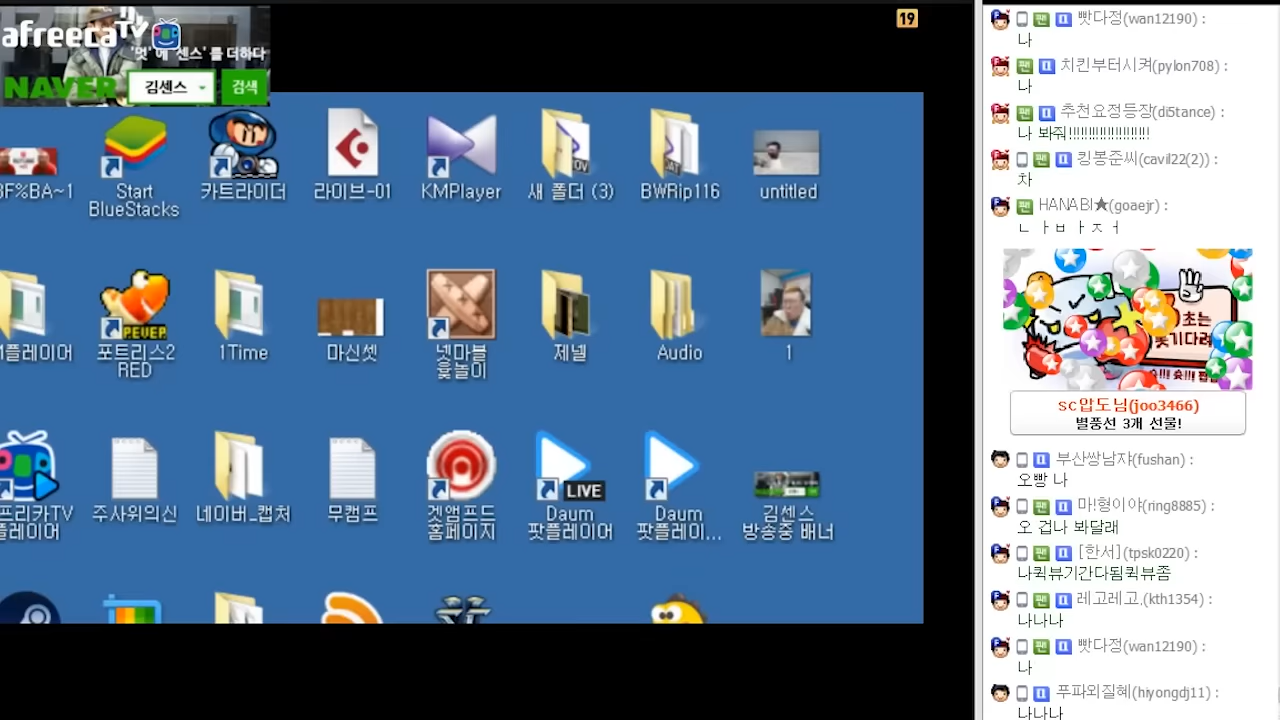 afreecaTV
'멋'에 '센스'를 더하다
NAVER 김센스 검색
19
BF%BA~1
Start
BlueStacks
카트라이더
라이브-01
KMPlayer
새 폴더 (3)
BWRip116
untitled
플레이어
포트리스2
RED
1Time
마신셋
넷마블
윷놀이
제넬
Audio
1
프리카TV
플레이어
주사위의신
네이버_캡처
무캠프
겟앰프드
홈페이지
LIVE
Daum
팟플레이어
Daum
팟플레이...
김센스
방송중 배너
빳다정(wan12190) :
나
치킨부터시켜(pylon708) :
나
추천요정등장(di5tance) :
나 봐줘!!!!!!!!!!!!!!!!!!!!
킹봉준씨(cavil22(2)) :
차
HANABI★(goaejr) :
ㄴ ㅏ ㅂ ㅏ ㅈ ㅓ
초는
sc압도님(joo3466)
별풍선 3개 선물!
부산쌍남쟈(fushan) :
오빵 나
마!형이야(ring8885) :
오 겁나 봐달래
[한서](tpsk0220) :
나퀵뷰기간다됨퀵뷰좀
레고레고,(kth1354) :
나나나
빳다정(wan12190) :
나
푸파외질혜(hiyongdj11) :
나나나